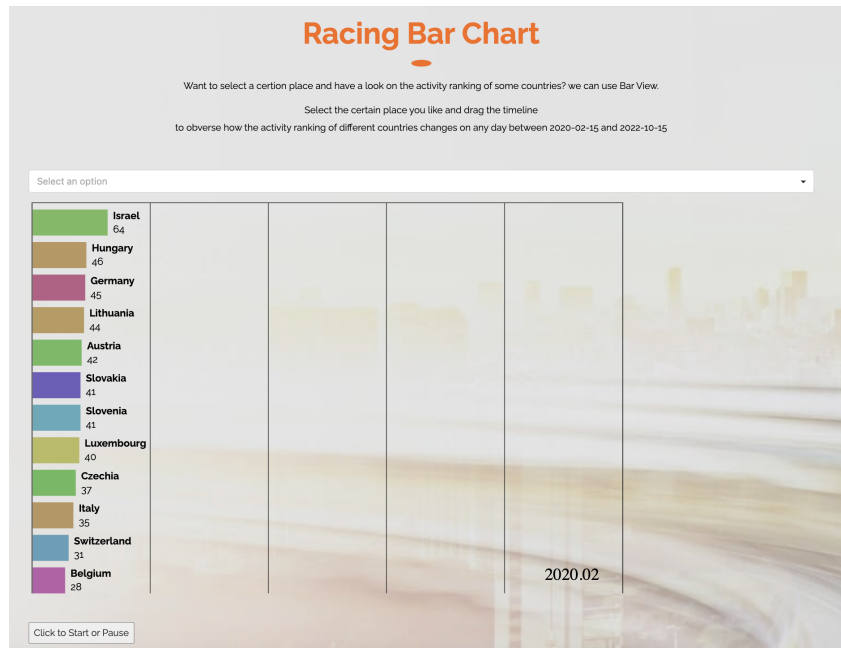 Racing Bar Chart
Want to select a certion place and have a look on the activity ranking of some countries? we can use Bar View.
Select the certain place you like and drag the timeline
to obverse how the activity ranking of different countries changes on any day between 2020-02-15 and 2022-10-15
Select an option
Israel
64
Hungary
46
Germany
45
Lithuania
44
Austria
42
Slovakia
41
Slovenia
41
Luxembourg
40
Czechia
37
Italy
35
Switzerland
31
Belgium
28
2020.02
Click to Start or Pause